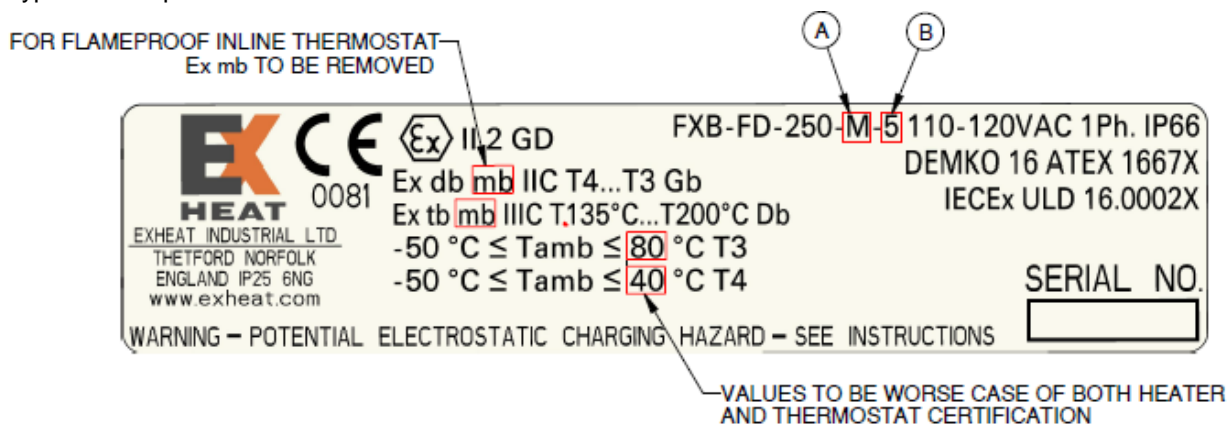 FOR FLAMEPROOF INLINE THERMOSTAT
Ex mb TO BE REMOVED
A
B
EX
HEAT
EXHEAT INDUSTRIAL LTD
THETFORD NORFOLK
ENGLAND IP25 6NG
www.exheat.com
CE
0081
Ex II 2 GD
Ex db mb IIC T4...T3 Gb
Ex tb mb IIIC T135°C...T200°C Db
-50 °C ≤ Tamb ≤ 80 °C T3
-50 °C ≤ Tamb ≤ 40 °C T4
FXB-FD-250-M-5 110-120VAC 1Ph. IP66
DEMKO 16 ATEX 1667X
IECEx ULD 16.0002X
SERIAL NO.
WARNING – POTENTIAL ELECTROSTATIC CHARGING HAZARD – SEE INSTRUCTIONS
VALUES TO BE WORSE CASE OF BOTH HEATER
AND THERMOSTAT CERTIFICATION